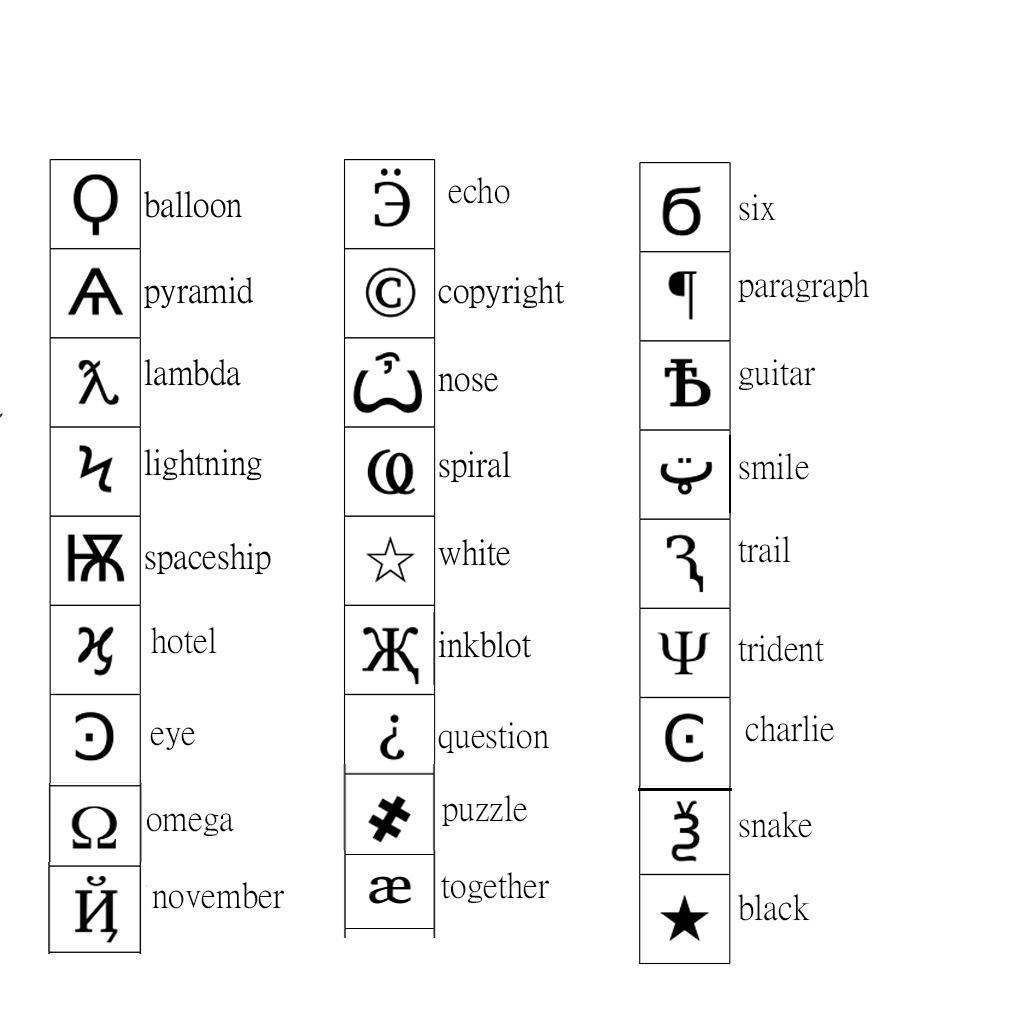 Ϙ balloon
Ѧ pyramid
ƛ lambda
Ϟ lightning
Ѭ spaceship
ϗ hotel
Ͽ eye
Ω omega
Ҋ november
Ӭ echo
© copyright
Ѽ nose
Ҩ spiral
☆ white
Җ inkblot
¿ question
҂ puzzle
æ together
б six
¶ paragraph
Ѣ guitar
ټ smile
Ԇ trail
Ψ trident
Ͼ charlie
Ѯ snake
★ black